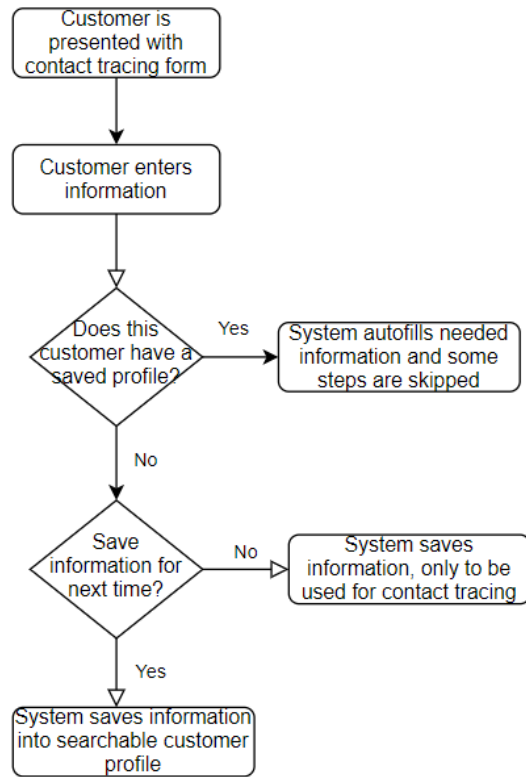 Customer is
presented with
contact tracing form
Customer enters
information
Does this
customer have a
saved profile?
Yes
System autofills needed
information and some
steps are skipped
No
Save
information for
next time?
No
System saves
information, only to be
used for contact tracing
Yes
System saves information
into searchable customer
profile